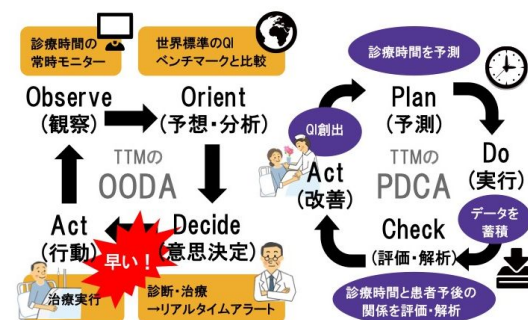 診療時間の
常時モニター
世界標準のQI
ベンチマークと比較
Observe
(観察)
Orient
(予想・分析)
TTMの
OODA
Act
(行動)
早い!
Decide
(意思決定)
治療実行
診断・治療
→リアルタイムアラート
診療時間を予測
Plan
(予測)
QI創出
Act
(改善)
TTMの
PDCA
Do
(実行)
データを
蓄積
Check
(評価・解析)
診療時間と患者予後の
関係を評価・解析